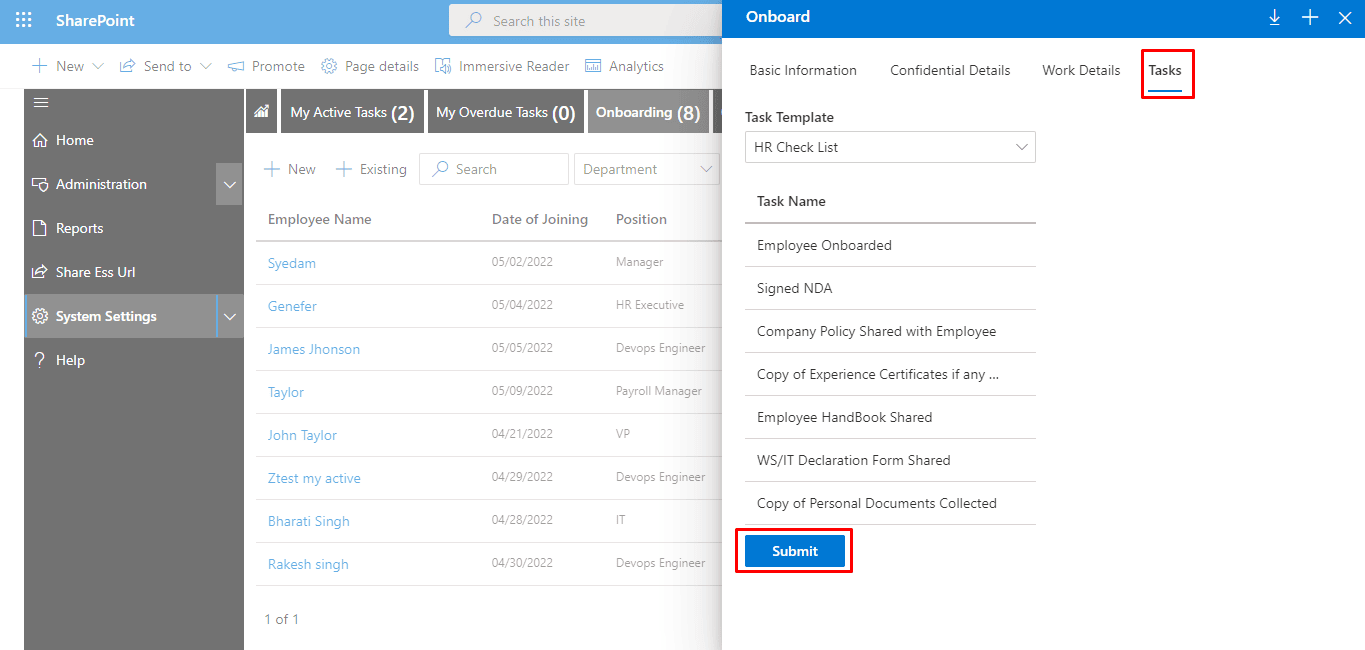 SharePoint
Search this site
New
Send to
Promote
Page details
Immersive Reader
Analytics
Home
Administration
Reports
Share Ess Url
System Settings
Help
My Active Tasks (2)
My Overdue Tasks (0)
Onboarding (8)
New
Existing
Search
Department
Employee Name Date of Joining Position
Syedam 05/02/2022 Manager
Genefer 05/04/2022 HR Executive
James Jhonson 05/05/2022 Devops Engineer
Taylor 05/09/2022 Payroll Manager
John Taylor 04/21/2022 VP
Ztest my active 04/29/2022 Devops Engineer
Bharati Singh 04/28/2022 IT
Rakesh singh 04/30/2022 Devops Engineer
1 of 1
Onboard
Basic Information
Confidential Details
Work Details
Tasks
Task Template
HR Check List
Task Name
Employee Onboarded
Signed NDA
Company Policy Shared with Employee
Copy of Experience Certificates if any ...
Employee HandBook Shared
WS/IT Declaration Form Shared
Copy of Personal Documents Collected
Submit